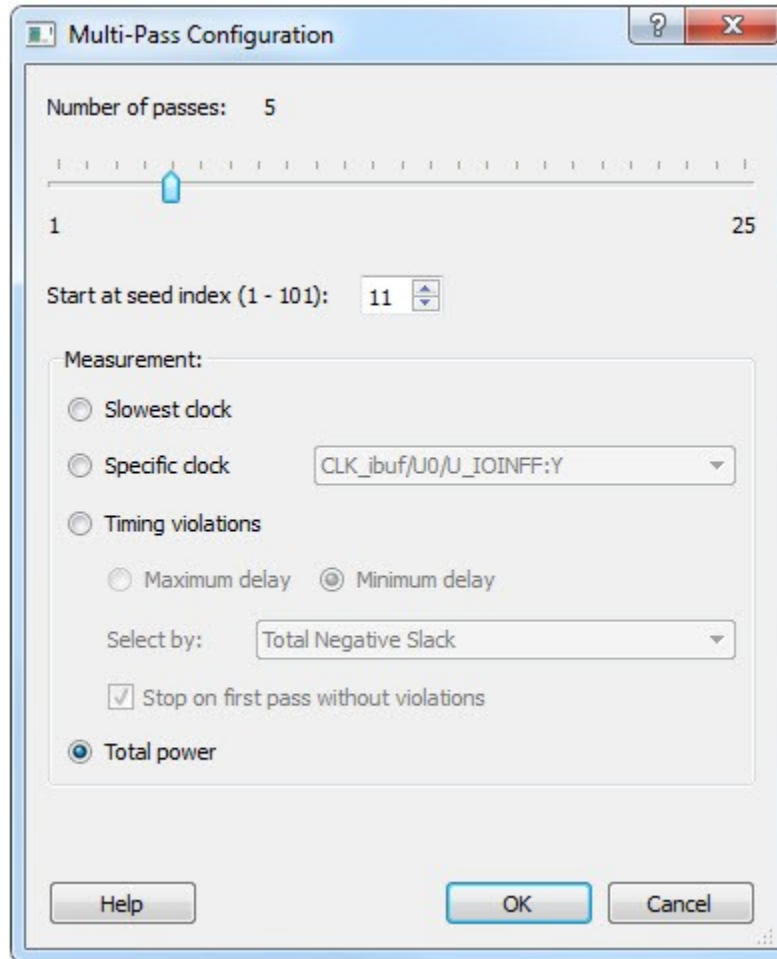 Multi-Pass Configuration
Number of passes: 5
1 25
Start at seed index (1 - 101): 11
Measurement:
Slowest clock
Specific clock CLK_ibuf/U0/U_IOINFF:Y
Timing violations
Maximum delay Minimum delay
Select by: Total Negative Slack
Stop on first pass without violations
Total power
Help OK Cancel